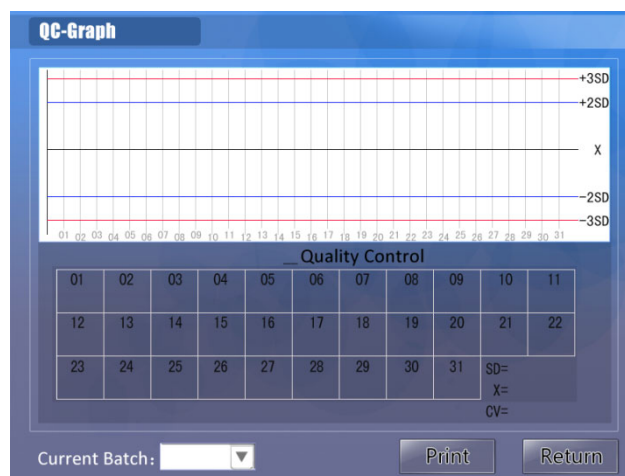 QC-Graph
+3SD
+2SD
X
-2SD
-3SD
01 02 03 04 05 06 07 08 09 10 11 12 13 14 15 16 17 18 19 20 21 22 23 24 25 26 27 28 29 30 31
__ Quality Control
01 02 03 04 05 06 07 08 09 10 11
12 13 14 15 16 17 18 19 20 21 22
23 24 25 26 27 28 29 30 31 SD=
X=
CV=
Current Batch: Print Return